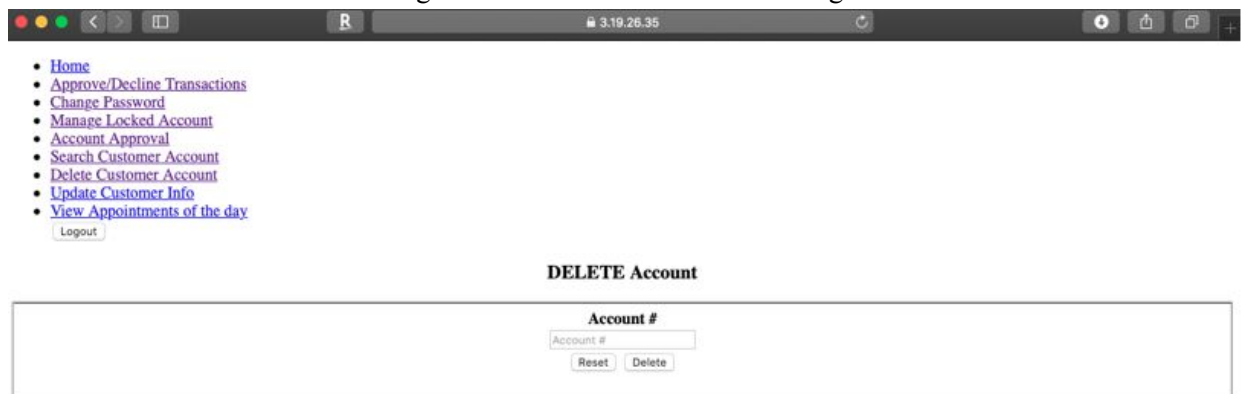 R 3.19.26.35
Home
Approve/Decline Transactions
Change Password
Manage Locked Account
Account Approval
Search Customer Account
Delete Customer Account
Update Customer Info
View Appointments of the day
Logout
DELETE Account
Account #
Account #
Reset Delete